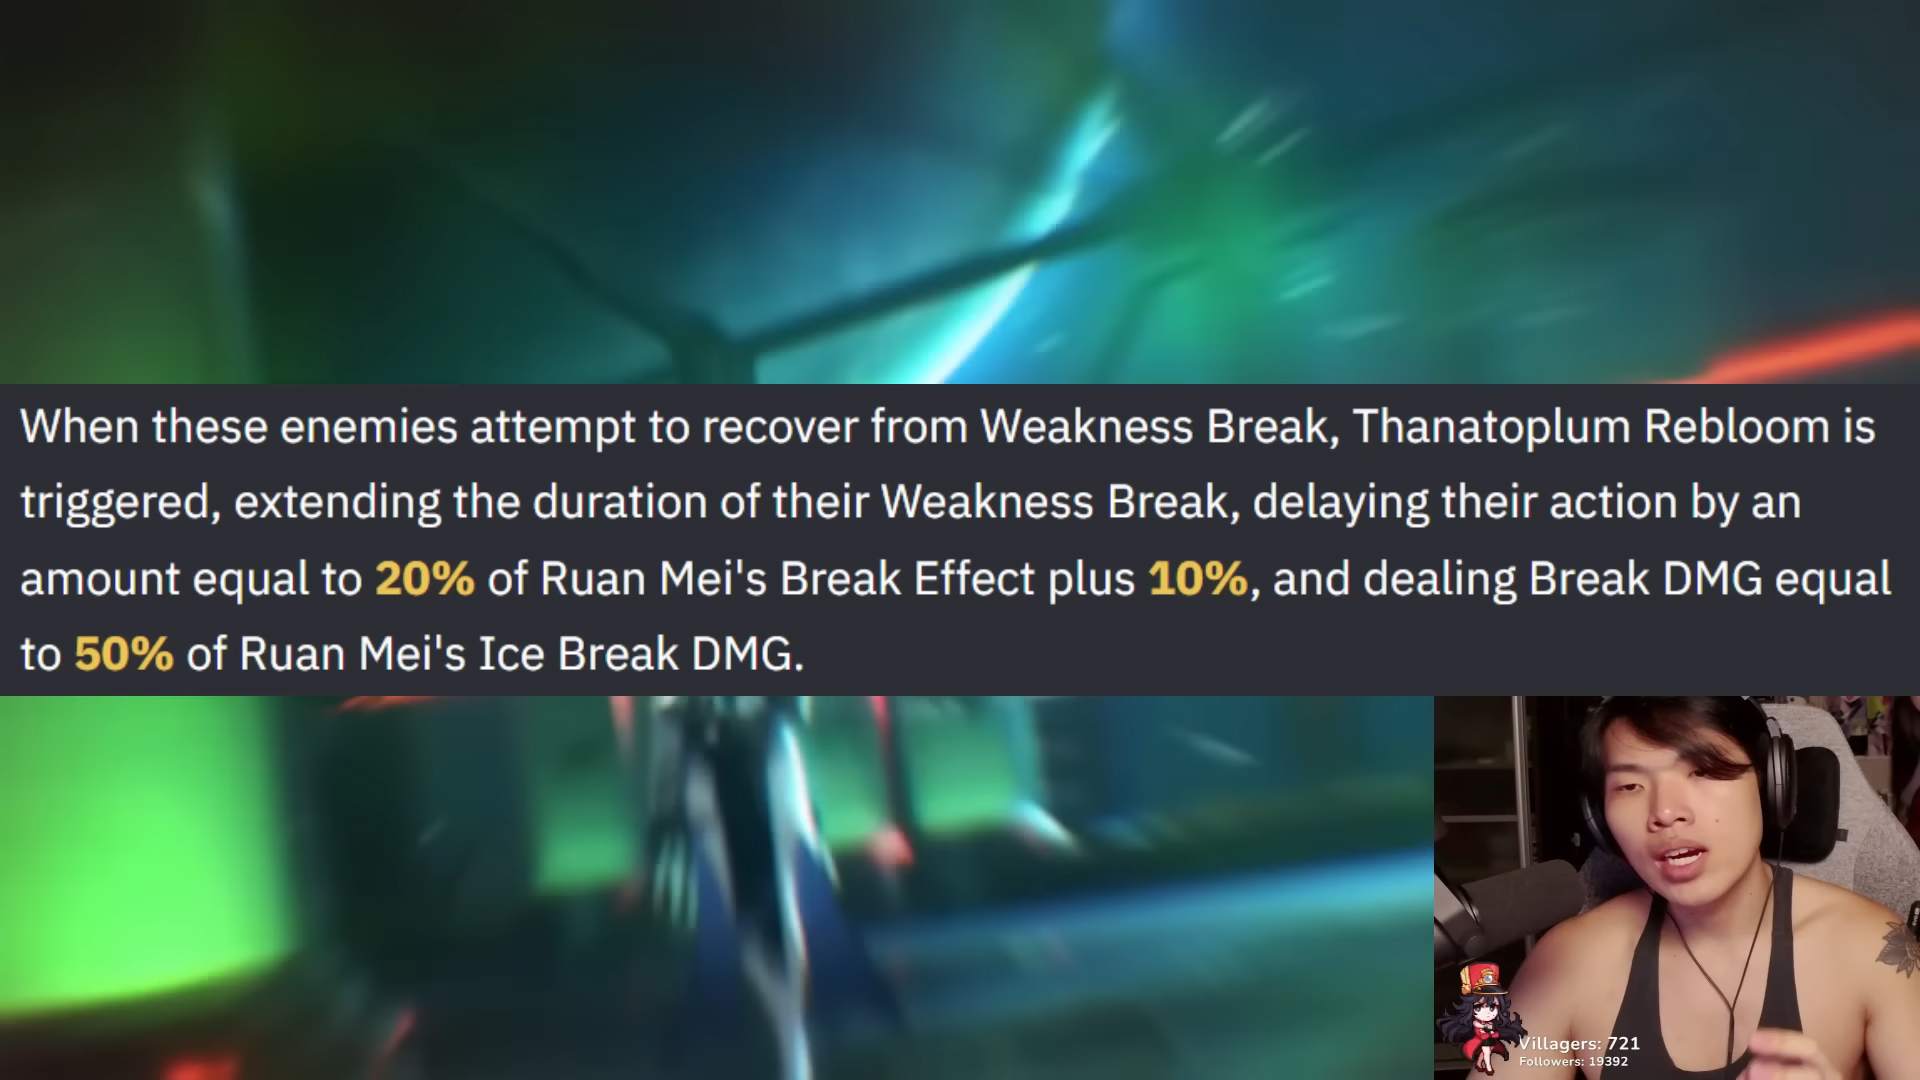 When these enemies attempt to recover from Weakness Break, Thanatoplum Rebloom is
triggered, extending the duration of their Weakness Break, delaying their action by an
amount equal to 20% of Ruan Mei's Break Effect plus 10%, and dealing Break DMG equal
to 50% of Ruan Mei's Ice Break DMG.
Villagers: 721
Followers: 19392